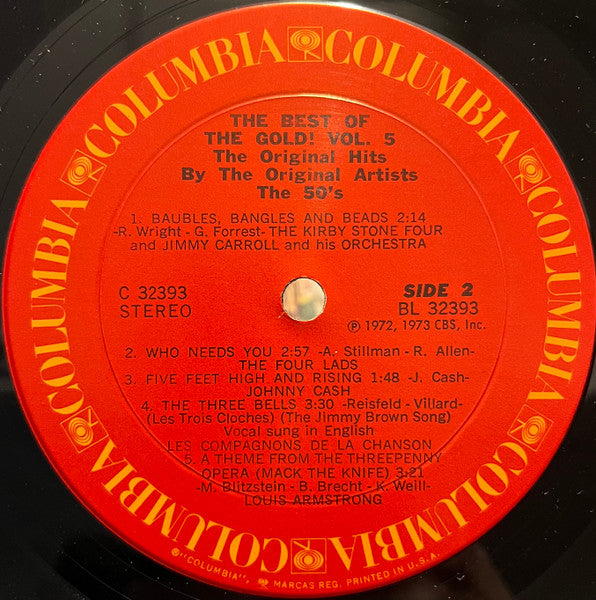 COLUMBIA COLUMBIA COLUMBIA COLUMBIA COLUMBIA COLUMBIA
THE BEST OF
THE GOLD! VOL. 5
The Original Hits
By The Original Artists
The 50's
1. BAUBLES, BANGLES AND BEADS 2:14
-R. Wright - G. Forrest- THE KIRBY STONE FOUR
and JIMMY CARROLL and his ORCHESTRA
C 32393
STEREO
SIDE 2
BL 32393
Ⓟ 1972, 1973 CBS, Inc.
2. WHO NEEDS YOU 2:57 -A. Stillman - R. Allen-
THE FOUR LADS
3. FIVE FEET HIGH AND RISING 1:48 -J. Cash-
JOHNNY CASH
4. THE THREE BELLS 3:30 -Reisfeld - Villard-
(Les Trois Cloches) (The Jimmy Brown Song)
Vocal sung in English
LES COMPAGNONS DE LA CHANSON
5. A THEME FROM THE THREEPENNY
OPERA (MACK THE KNIFE) 3:21
-M. Blitzstein - B. Brecht - K. Weill-
LOUIS ARMSTRONG
®"COLUMBIA", MARCAS REG. PRINTED IN U.S.A.